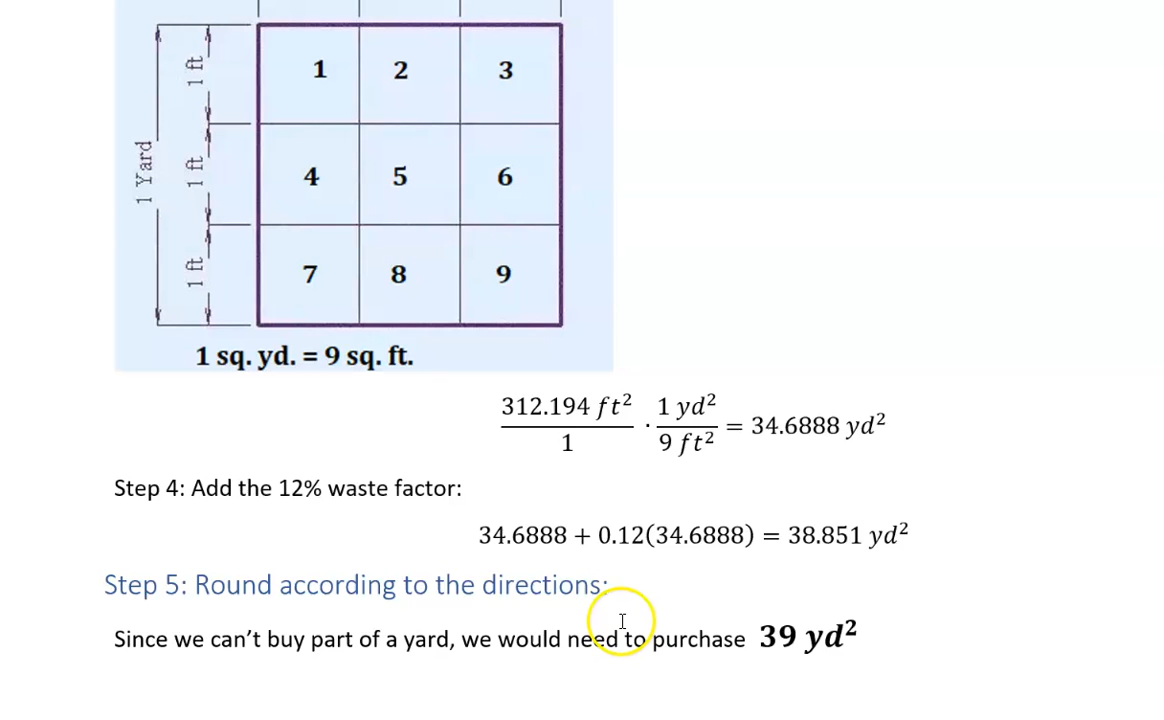 1 ft
1 2 3
1 Yard
1 ft
4 5 6
1 ft
7 8 9
1 sq. yd. = 9 sq. ft.
312.194 ft²/1 · 1 yd²/9 ft² = 34.6888 yd²
Step 4: Add the 12% waste factor:
34.6888 + 0.12(34.6888) = 38.851 yd²
Step 5: Round according to the directions:
Since we can’t buy part of a yard, we would need to purchase 39 yd²